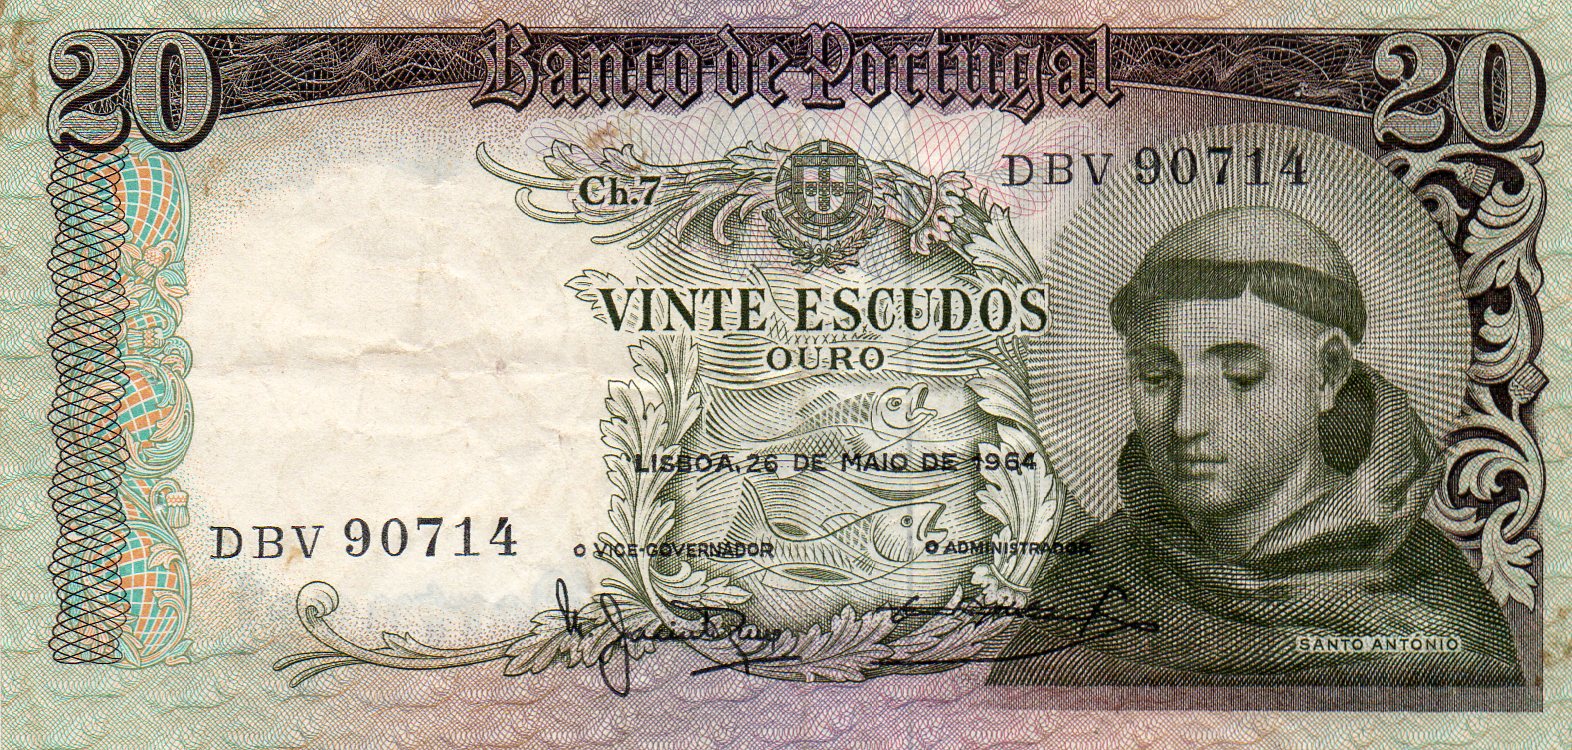 20 Banco de Portugal 20
DBV 90714
Ch.7
VINTE ESCUDOS
OURO
LISBOA, 26 DE MAIO DE 1964
DBV 90714
O VICE-GOVERNADOR
O ADMINISTRADOR
SANTO ANTÓNIO